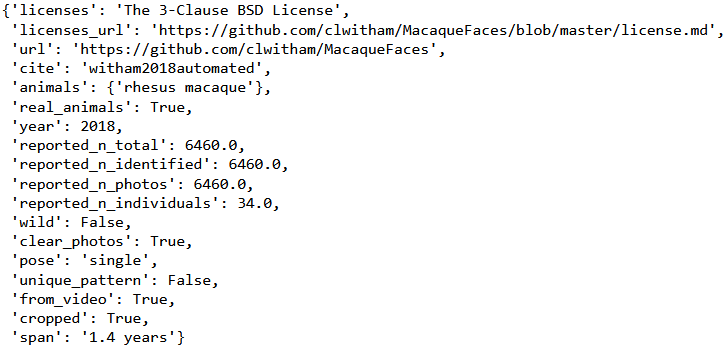 {'licenses': 'The 3-Clause BSD License',
'licenses_url': 'https://github.com/clwitham/MacaqueFaces/blob/master/license.md',
'url': 'https://github.com/clwitham/MacaqueFaces',
'cite': 'witham2018automated',
'animals': {'rhesus macaque'},
'real_animals': True,
'year': 2018,
'reported_n_total': 6460.0,
'reported_n_identified': 6460.0,
'reported_n_photos': 6460.0,
'reported_n_individuals': 34.0,
'wild': False,
'clear_photos': True,
'pose': 'single',
'unique_pattern': False,
'from_video': True,
'cropped': True,
'span': '1.4 years'}